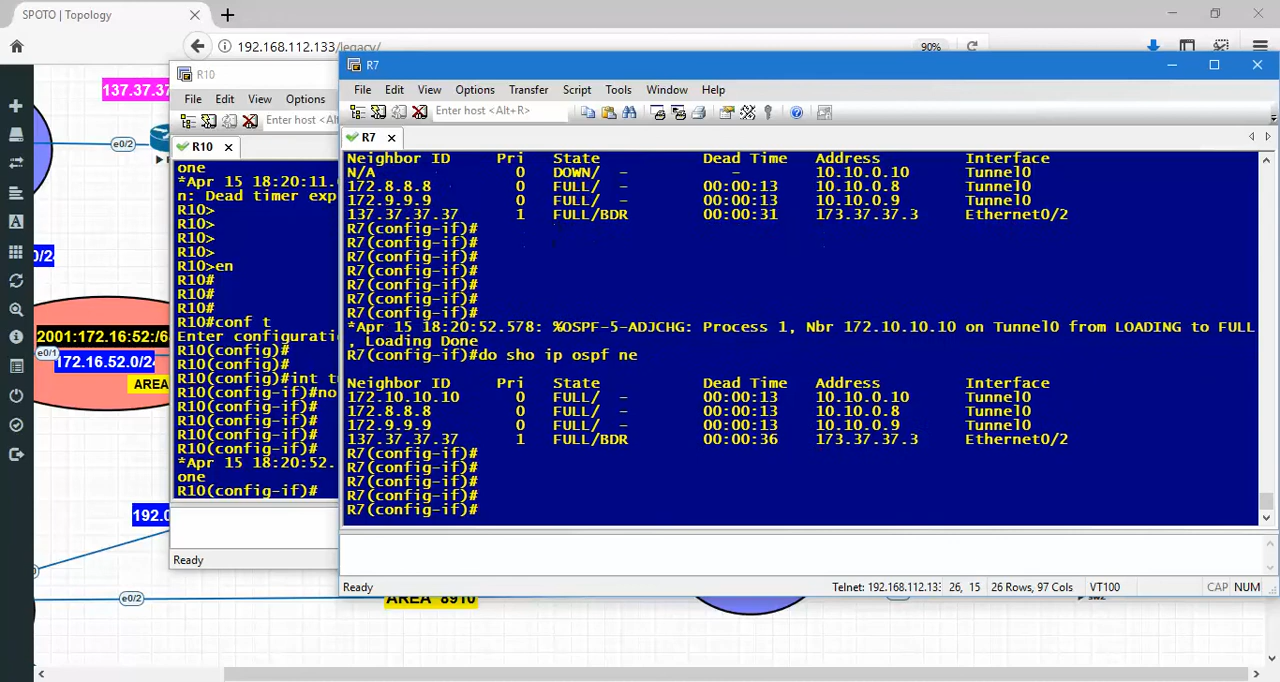 SPOTO | Topology
192.168.112.133/legacy/
90%
137.37.37
e0/2
0/24
2001:172.16:52:/6
e0/1
172.16.52.0/24
AREA
192.0
e0/2
AREA 8910
SW2
R10
File Edit View Options
Enter host <Alt
R10
one
*Apr 15 18:20:11.
n: Dead timer exp
R10>
R10>
R10>
R10>en
R10#
R10#
R10#
R10#conf t
Enter configuratio
R10(config)#
R10(config)#
R10(config)#int tu
R10(config-if)#no
R10(config-if)#
R10(config-if)#
R10(config-if)#
R10(config-if)#
*Apr 15 18:20:52.
one
R10(config-if)#
Ready
R7
File Edit View Options Transfer Script Tools Window Help
Enter host <Alt+R>
R7
Neighbor ID Pri State Dead Time Address Interface
N/A 0 DOWN/ - - 10.10.0.10 Tunnel0
172.8.8.8 0 FULL/ - 00:00:13 10.10.0.8 Tunnel0
172.9.9.9 0 FULL/ - 00:00:13 10.10.0.9 Tunnel0
137.37.37.37 1 FULL/BDR 00:00:31 173.37.37.3 Ethernet0/2
R7(config-if)#
R7(config-if)#
R7(config-if)#
R7(config-if)#
R7(config-if)#
R7(config-if)#
R7(config-if)#
*Apr 15 18:20:52.578: %OSPF-5-ADJCHG: Process 1, Nbr 172.10.10.10 on Tunnel0 from LOADING to FULL
, Loading Done
R7(config-if)#do sho ip ospf ne
Neighbor ID Pri State Dead Time Address Interface
172.10.10.10 0 FULL/ - 00:00:13 10.10.0.10 Tunnel0
172.8.8.8 0 FULL/ - 00:00:13 10.10.0.8 Tunnel0
172.9.9.9 0 FULL/ - 00:00:13 10.10.0.9 Tunnel0
137.37.37.37 1 FULL/BDR 00:00:36 173.37.37.3 Ethernet0/2
R7(config-if)#
R7(config-if)#
R7(config-if)#
R7(config-if)#
R7(config-if)#
Ready Telnet: 192.168.112.133 26, 15 26 Rows, 97 Cols VT100 CAP NUM